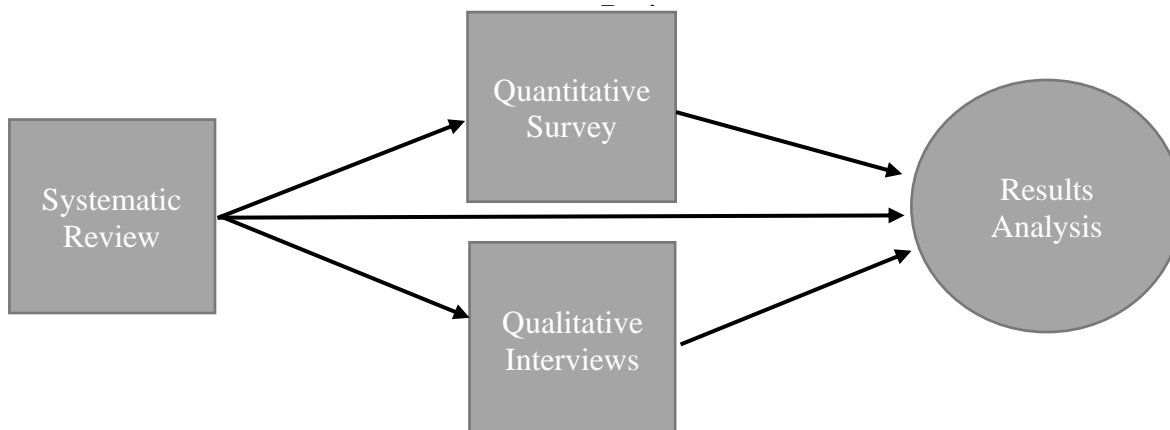 Systematic
Review
Quantitative
Survey
Qualitative
Interviews
Results
Analysis